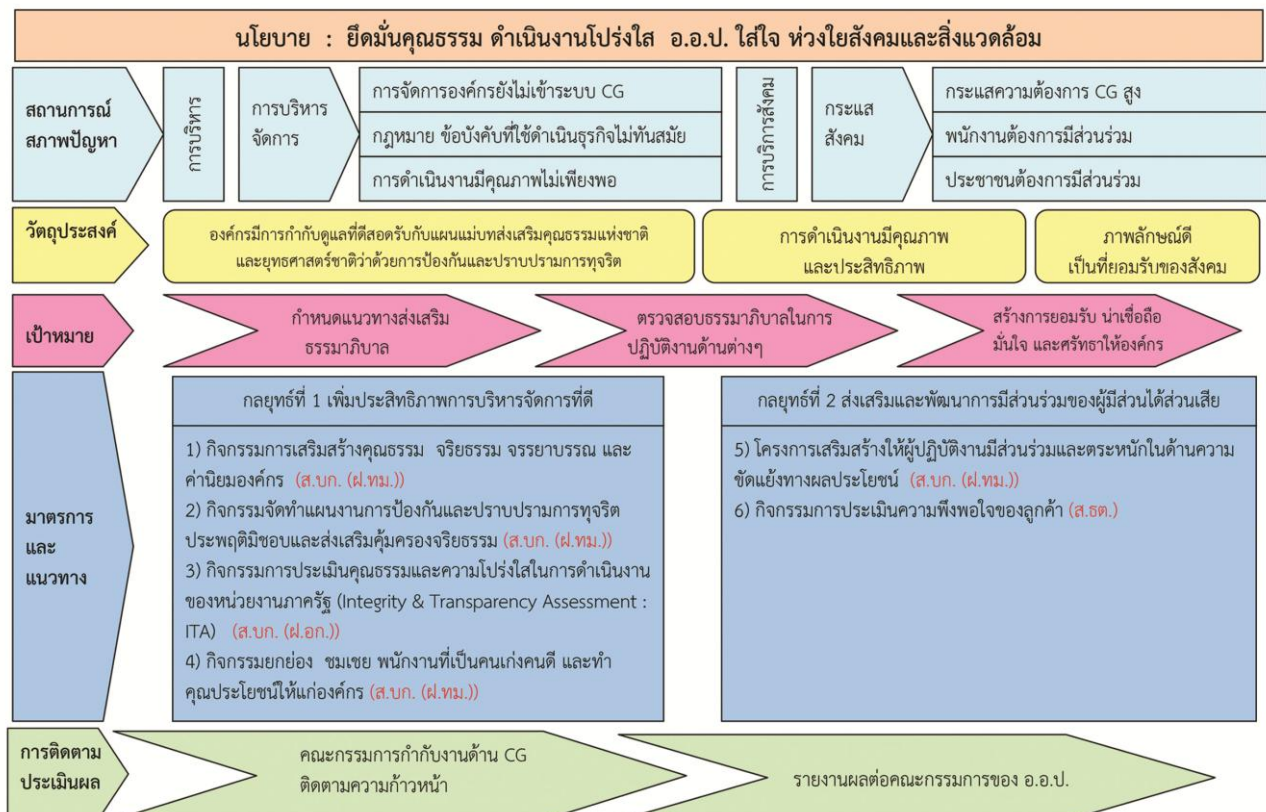 นโยบาย : ยึดมั่นคุณธรรม ดำเนินงานโปร่งใส อ.อ.ป. ใส่ใจ ห่วงใยสังคมและสิ่งแวดล้อม
สถานการณ์
สภาพปัญหา
การบริหาร
การบริหาร
จัดการ
การจัดการองค์กรยังไม่เข้าระบบ CG
กฎหมาย ข้อบังคับที่ใช้ดำเนินธุรกิจไม่ทันสมัย
การดำเนินงานมีคุณภาพไม่เพียงพอ
การบริการสังคม
กระแส
สังคม
กระแสความต้องการ CG สูง
พนักงานต้องการมีส่วนร่วม
ประชาชนต้องการมีส่วนร่วม
วัตถุประสงค์
องค์กรมีการกำกับดูแลที่ดีสอดรับกับแผนแม่บทส่งเสริมคุณธรรมแห่งชาติ
และยุทธศาสตร์ชาติว่าด้วยการป้องกันและปราบปรามการทุจริต
การดำเนินงานมีคุณภาพ
และประสิทธิภาพ
ภาพลักษณ์ดี
เป็นที่ยอมรับของสังคม
เป้าหมาย
กำหนดแนวทางส่งเสริม
ธรรมาภิบาล
ตรวจสอบธรรมาภิบาลในการ
ปฏิบัติงานด้านต่างๆ
สร้างการยอมรับ น่าเชื่อถือ
มั่นใจ และศรัทธาให้องค์กร
มาตรการ
และ
แนวทาง
กลยุทธ์ที่ 1 เพิ่มประสิทธิภาพการบริหารจัดการที่ดี
1) กิจกรรมการเสริมสร้างคุณธรรม จริยธรรม จรรยาบรรณ และ
ค่านิยมองค์กร (ส.บก. (ฝ.ทม.))
2) กิจกรรมจัดทำแผนงานการป้องกันและปราบปรามการทุจริต
ประพฤติมิชอบและส่งเสริมคุ้มครองจริยธรรม (ส.บก. (ฝ.ทม.))
3) กิจกรรมการประเมินคุณธรรมและความโปร่งใสในการดำเนินงาน
ของหน่วยงานภาครัฐ (Integrity & Transparency Assessment :
ITA) (ส.บก. (ฝ.อก.))
4) กิจกรรมยกย่อง ชมเชย พนักงานที่เป็นคนเก่งคนดี และทำ
คุณประโยชน์ให้แก่องค์กร (ส.บก. (ฝ.ทม.))
กลยุทธ์ที่ 2 ส่งเสริมและพัฒนาการมีส่วนร่วมของผู้มีส่วนได้ส่วนเสีย
5) โครงการเสริมสร้างให้ผู้ปฏิบัติงานมีส่วนร่วมและตระหนักในด้านความ
ขัดแย้งทางผลประโยชน์ (ส.บก. (ฝ.ทม.))
6) กิจกรรมการประเมินความพึงพอใจของลูกค้า (ส.ธต.)
การติดตาม
ประเมินผล
คณะกรรมการกำกับงานด้าน CG
ติดตามความก้าวหน้า
รายงานผลต่อคณะกรรมการของ อ.อ.ป.